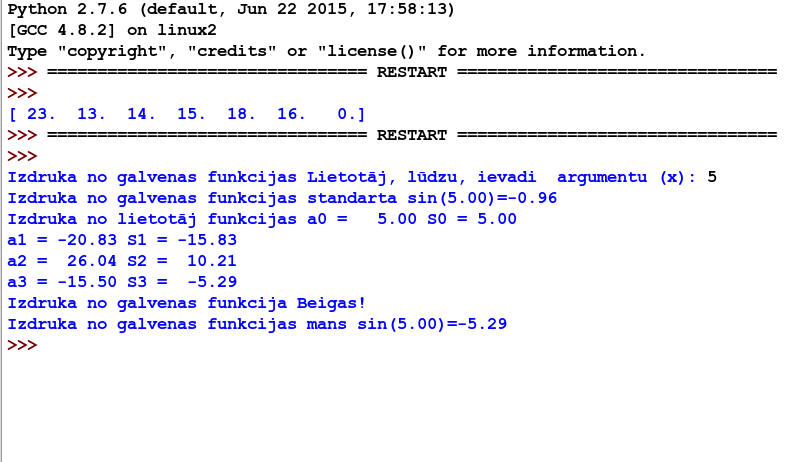 Python 2.7.6 (default, Jun 22 2015, 17:58:13)
[GCC 4.8.2] on linux2
Type "copyright", "credits" or "license()" for more information.
>>> ================================ RESTART ================================
>>>
[ 23.  13.  14.  15.  18.  16.   0.]
>>> ================================ RESTART ================================
>>>
Izdruka no galvenas funkcijas Lietotāj, lūdzu, ievadi  argumentu (x): 5
Izdruka no galvenas funkcijas standarta sin(5.00)=-0.96
Izdruka no lietotāj funkcijas a0 =   5.00 S0 = 5.00
a1 = -20.83 S1 = -15.83
a2 =  26.04 S2 =  10.21
a3 = -15.50 S3 =  -5.29
Izdruka no galvenas funkcija Beigas!
Izdruka no galvenas funkcijas mans sin(5.00)=-5.29
>>>